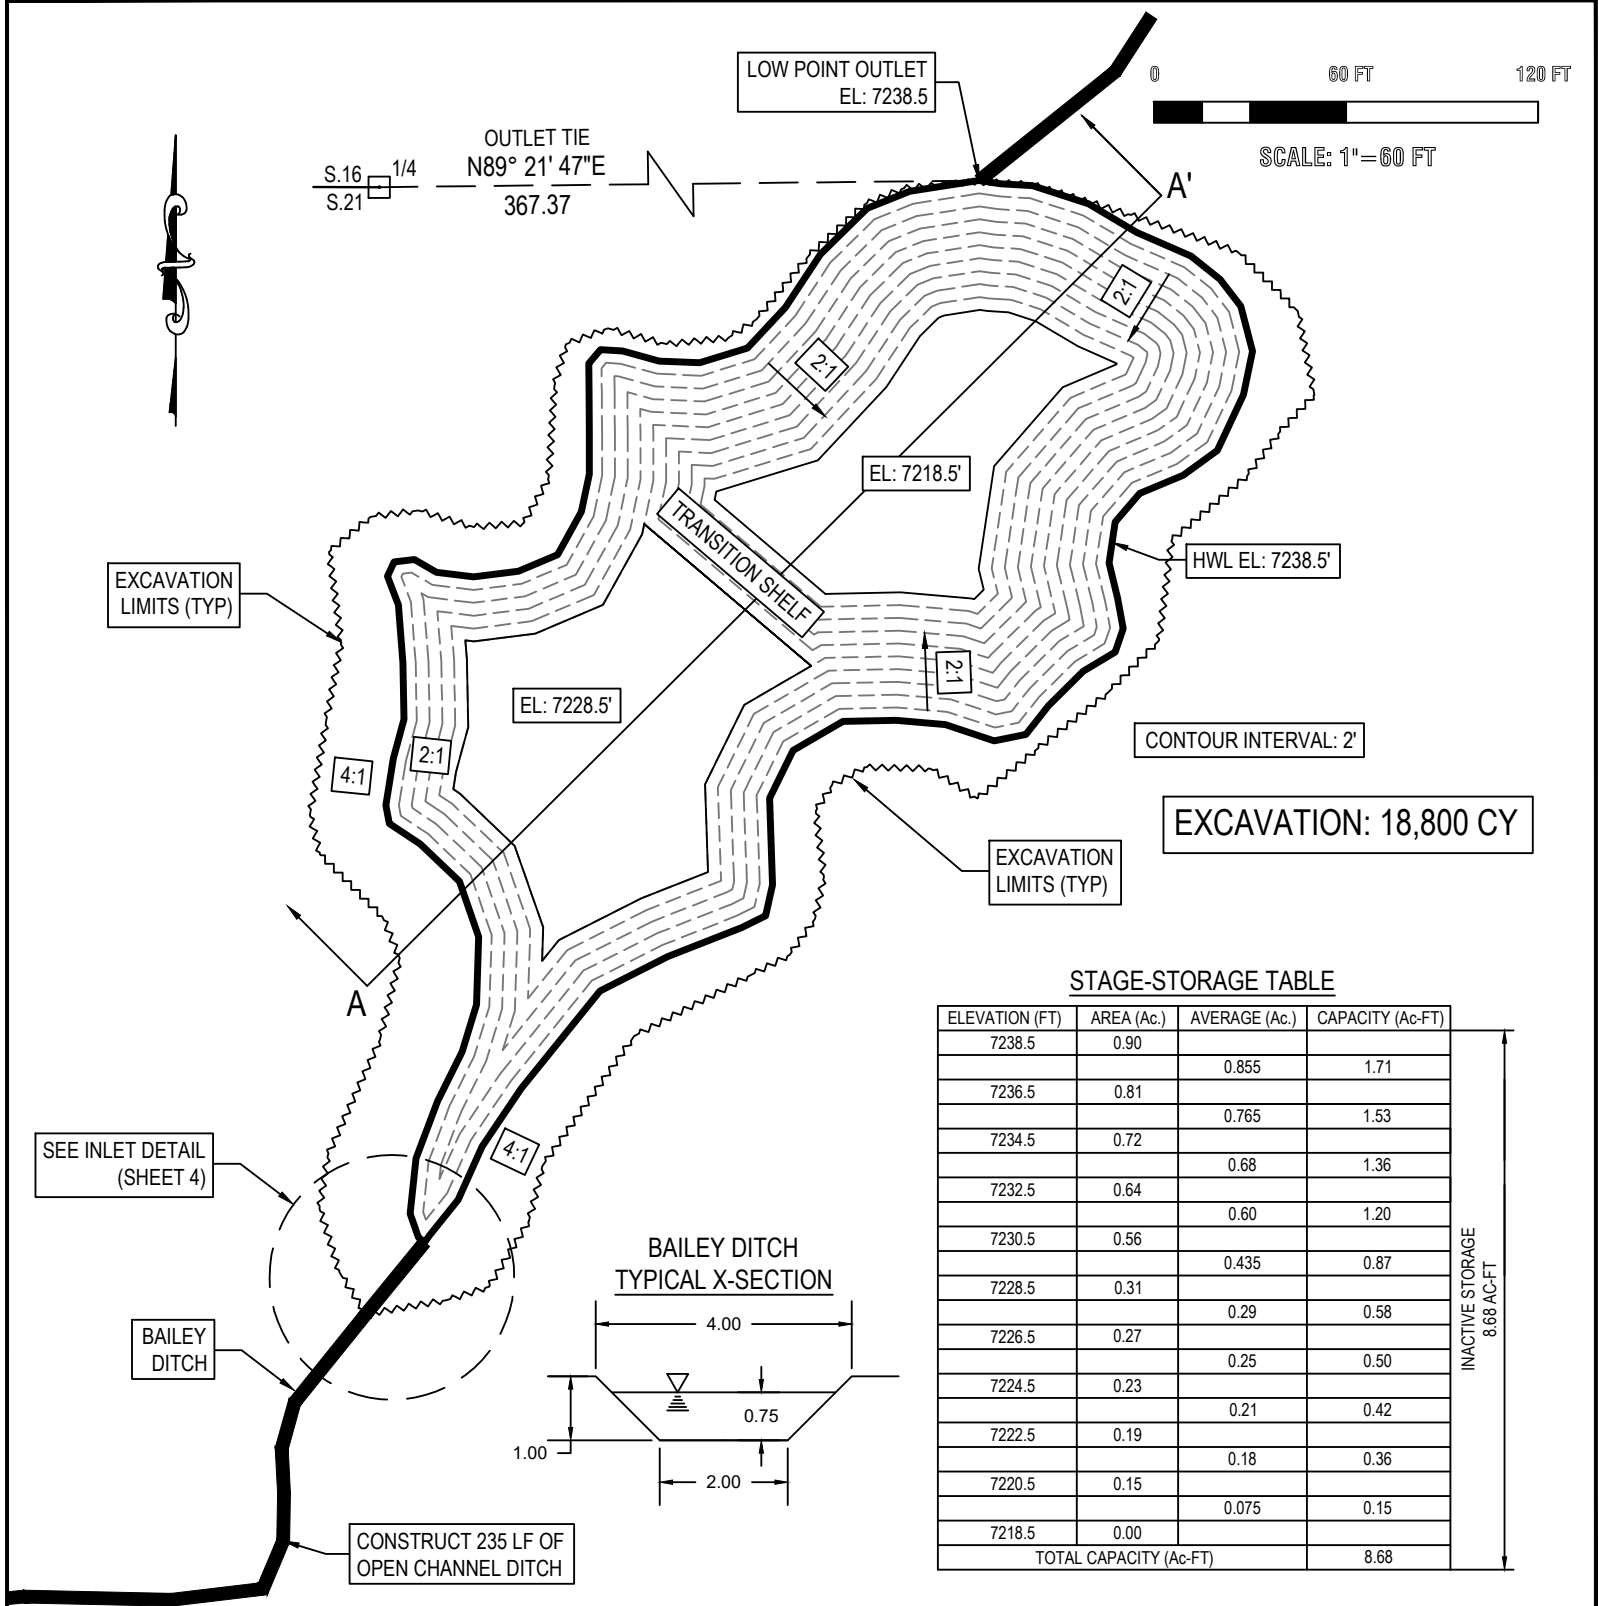 LOW POINT OUTLET
EL: 7238.5
0 60 FT 120 FT
SCALE: 1"=60 FT
OUTLET TIE
N89° 21' 47"E
367.37
S.16 1/4
S.21
A'
2:1
2:1
EL: 7218.5'
TRANSITION SHELF
HWL EL: 7238.5'
EXCAVATION
LIMITS (TYP)
2:1
EL: 7228.5'
CONTOUR INTERVAL: 2'
4:1
2:1
EXCAVATION: 18,800 CY
EXCAVATION
LIMITS (TYP)
A
4:1
SEE INLET DETAIL
(SHEET 4)
BAILEY
DITCH
CONSTRUCT 235 LF OF
OPEN CHANNEL DITCH
BAILEY DITCH
TYPICAL X-SECTION
4.00
0.75
1.00
2.00
STAGE-STORAGE TABLE
ELEVATION (FT) AREA (Ac.) AVERAGE (Ac.) CAPACITY (Ac-FT)
7238.5 0.90
0.855 1.71
7236.5 0.81
0.765 1.53
7234.5 0.72
0.68 1.36
7232.5 0.64
0.60 1.20
7230.5 0.56
0.435 0.87
7228.5 0.31
0.29 0.58
7226.5 0.27
0.25 0.50
7224.5 0.23
0.21 0.42
7222.5 0.19
0.18 0.36
7220.5 0.15
0.075 0.15
7218.5 0.00
TOTAL CAPACITY (Ac-FT) 8.68
INACTIVE STORAGE
8.68 AC-FT